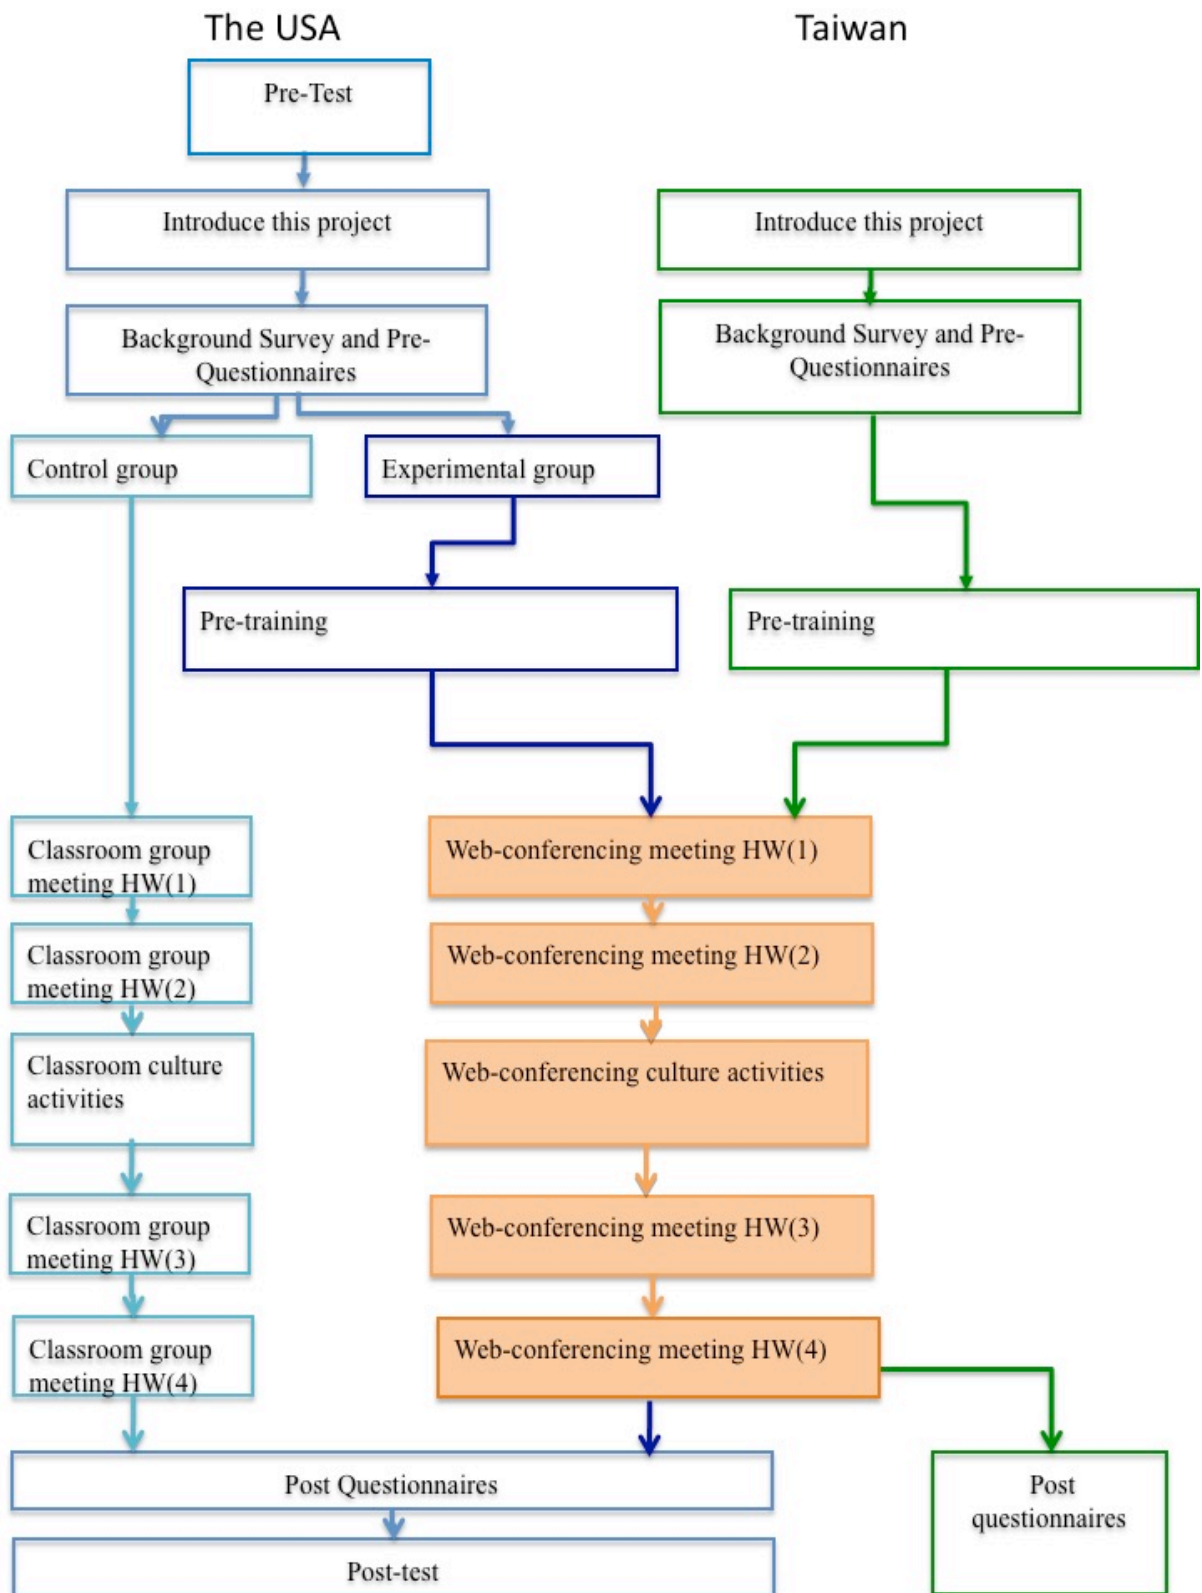 The USA
Taiwan
Pre-Test
Introduce this project
Introduce this project
Background Survey and Pre-
Questionnaires
Background Survey and Pre-
Questionnaires
Control group
Experimental group
Pre-training
Pre-training
Classroom group
meeting HW(1)
Web-conferencing meeting HW(1)
Classroom group
meeting HW(2)
Web-conferencing meeting HW(2)
Classroom culture
activities
Web-conferencing culture activities
Classroom group
meeting HW(3)
Web-conferencing meeting HW(3)
Classroom group
meeting HW(4)
Web-conferencing meeting HW(4)
Post Questionnaires
Post
questionnaires
Post-test